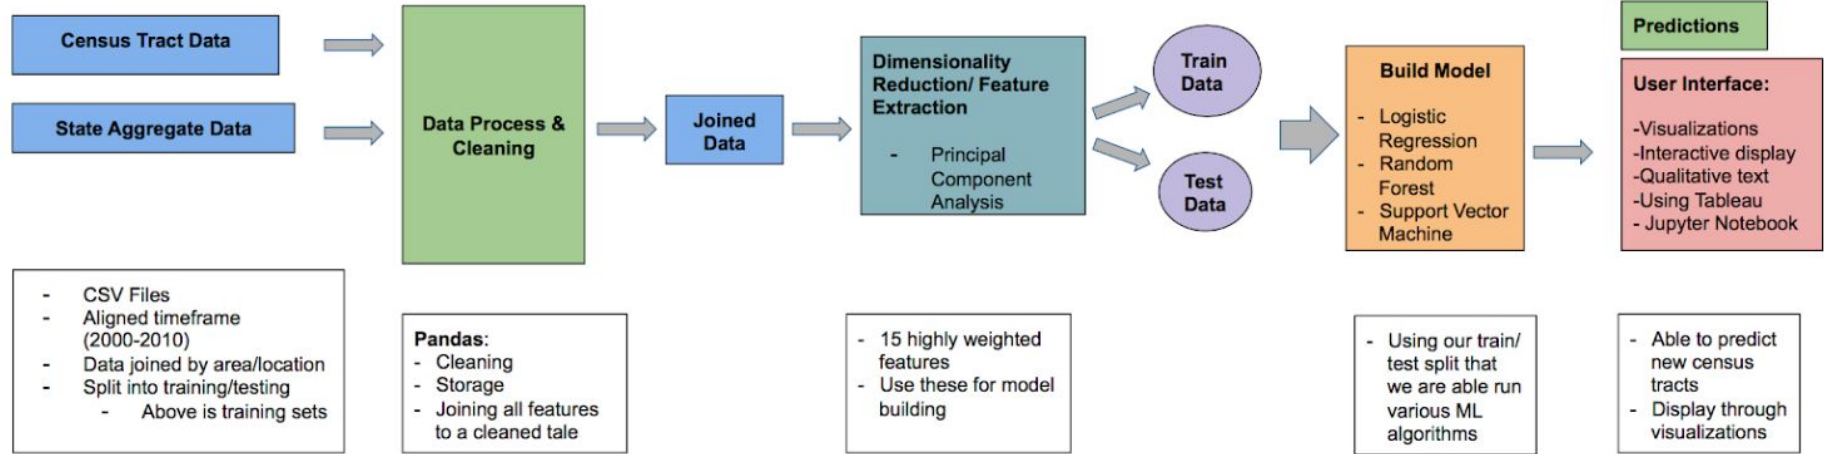 Census Tract Data
State Aggregate Data
Data Process &
Cleaning
Joined
Data
Dimensionality
Reduction/ Feature
Extraction
- Principal
Component
Analysis
Train
Data
Test
Data
Build Model
- Logistic
Regression
- Random
Forest
- Support Vector
Machine
Predictions
User Interface:
-Visualizations
-Interactive display
-Qualitative text
-Using Tableau
- Jupyter Notebook
- CSV Files
- Aligned timeframe
(2000-2010)
- Data joined by area/location
- Split into training/testing
- Above is training sets
Pandas:
- Cleaning
- Storage
- Joining all features
to a cleaned tale
- 15 highly weighted
features
- Use these for model
building
- Using our train/
test split that
we are able run
various ML
algorithms
- Able to predict
new census
tracts
- Display through
visualizations